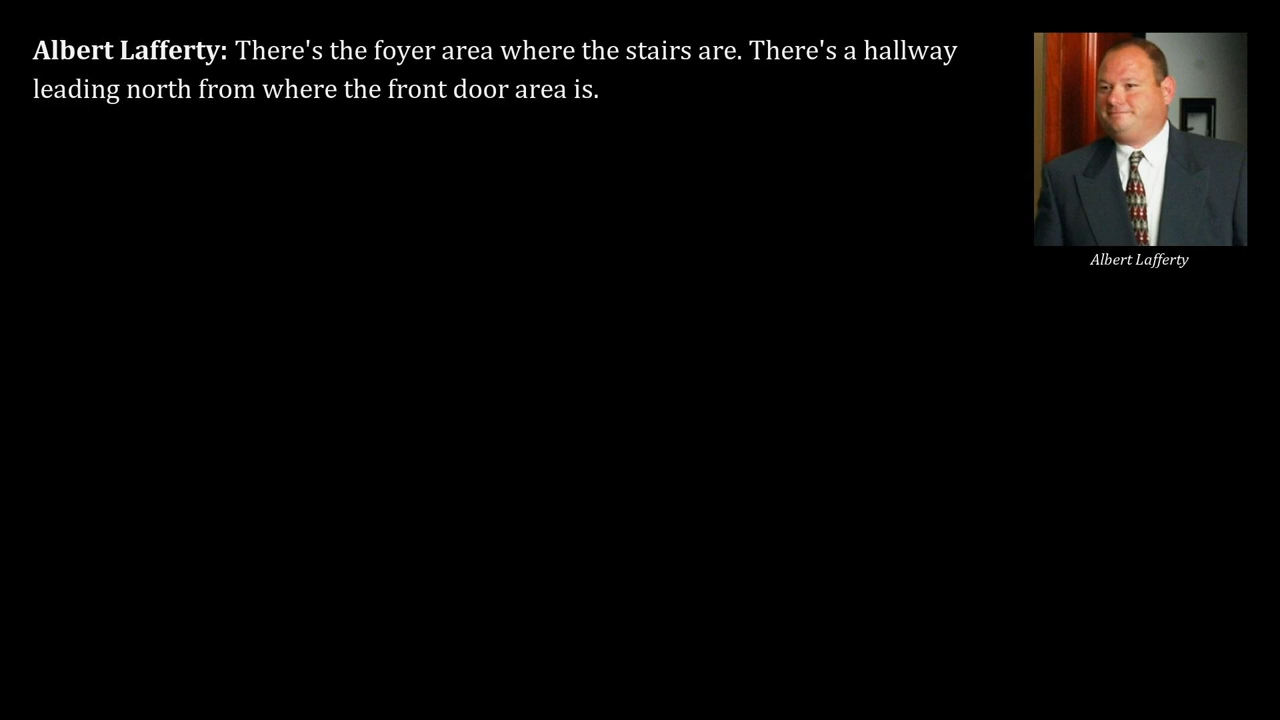 Albert Lafferty: There's the foyer area where the stairs are. There's a hallway
leading north from where the front door area is.
Albert Lafferty